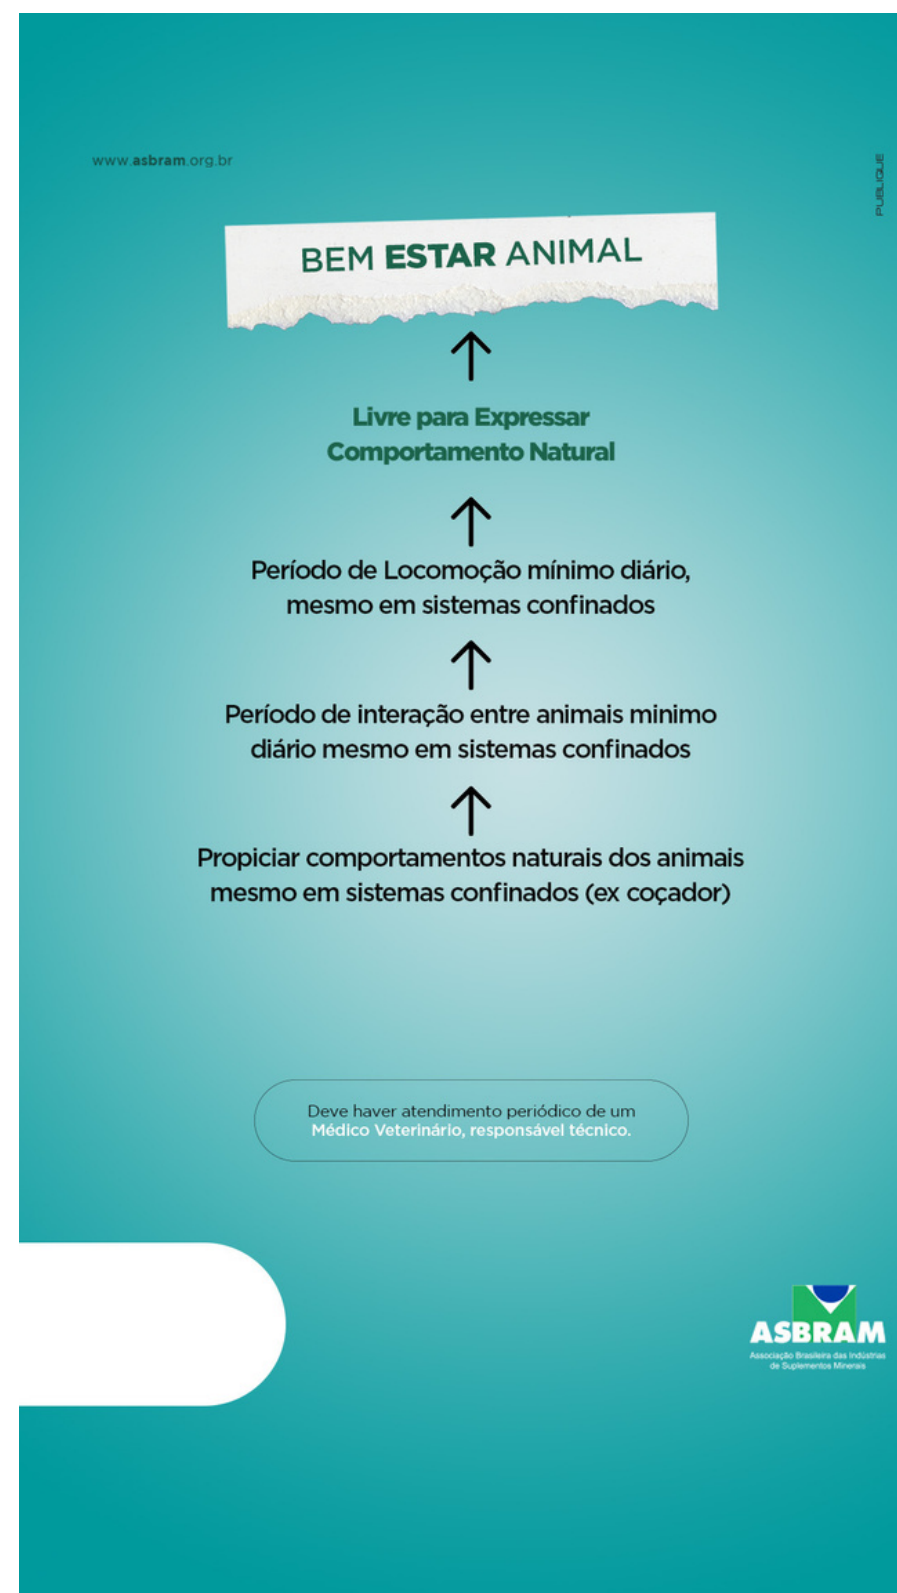 www.asbram.org.br
PUBLIQUE
BEM ESTAR ANIMAL
Livre para Expressar
Comportamento Natural
Período de Locomoção mínimo diário,
mesmo em sistemas confinados
Período de interação entre animais minimo
diário mesmo em sistemas confinados
Propiciar comportamentos naturais dos animais
mesmo em sistemas confinados (ex coçador)
Deve haver atendimento periódico de um
Médico Veterinário, responsável técnico.
ASBRAM
Associação Brasileira das Indústrias
de Suplementos Minerais